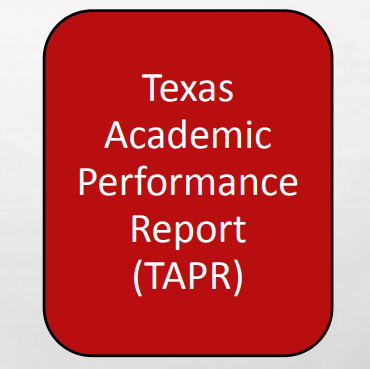 Texas
Academic
Performance
Report
(TAPR)